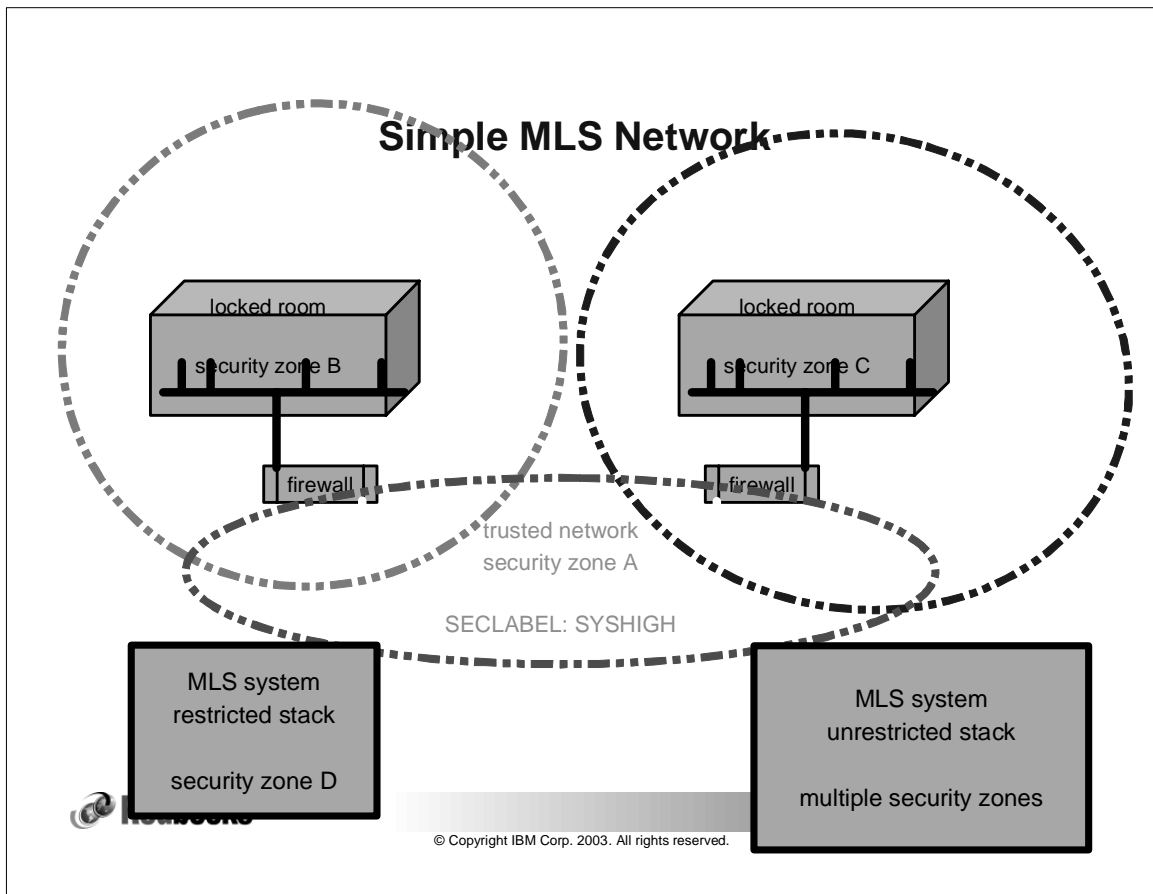 Simple MLS Network
locked room
security zone B
firewall
locked room
security zone C
firewall
trusted network
security zone A
SECLABEL: SYSHIGH
MLS system
restricted stack
security zone D
MLS system
unrestricted stack
multiple security zones
© Copyright IBM Corp. 2003. All rights reserved.